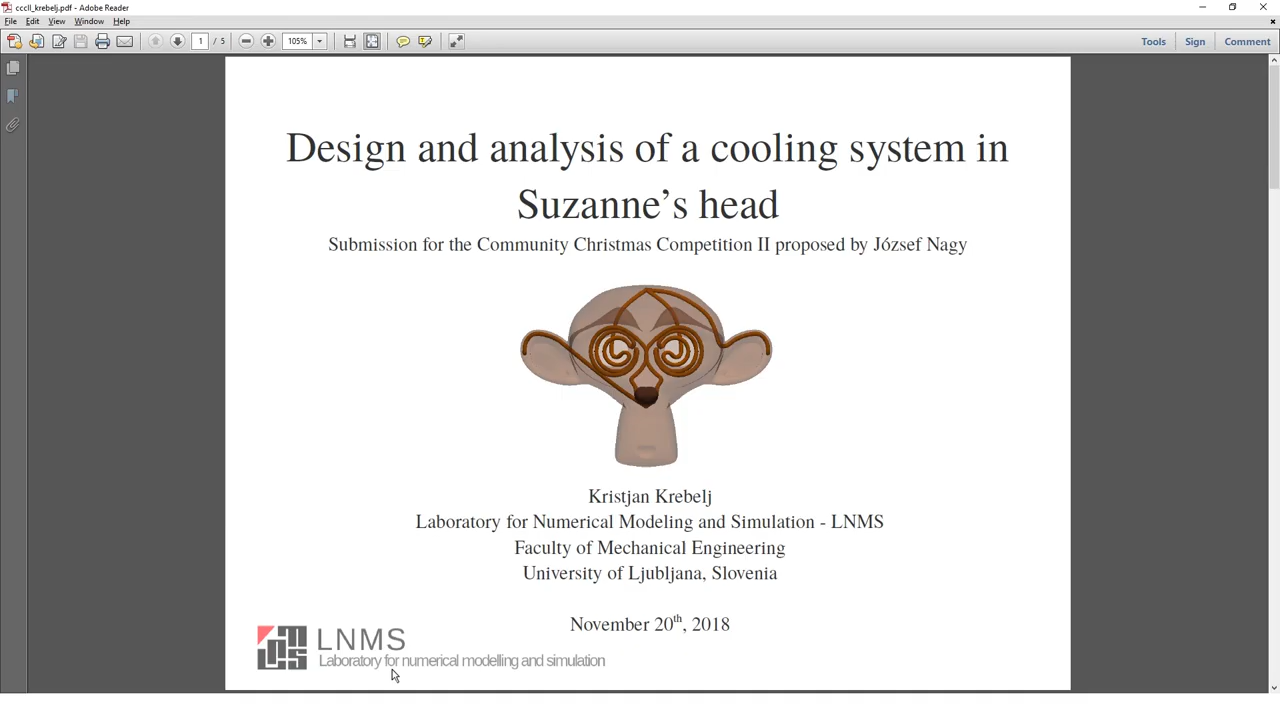 cccII_krebelj.pdf - Adobe Reader
File Edit View Window Help
1 / 5 105% Tools Sign Comment
Design and analysis of a cooling system in
Suzanne's head
Submission for the Community Christmas Competition II proposed by József Nagy
Kristjan Krebelj
Laboratory for Numerical Modeling and Simulation - LNMS
Faculty of Mechanical Engineering
University of Ljubljana, Slovenia
November 20th, 2018
LNMS
Laboratory for numerical modelling and simulation